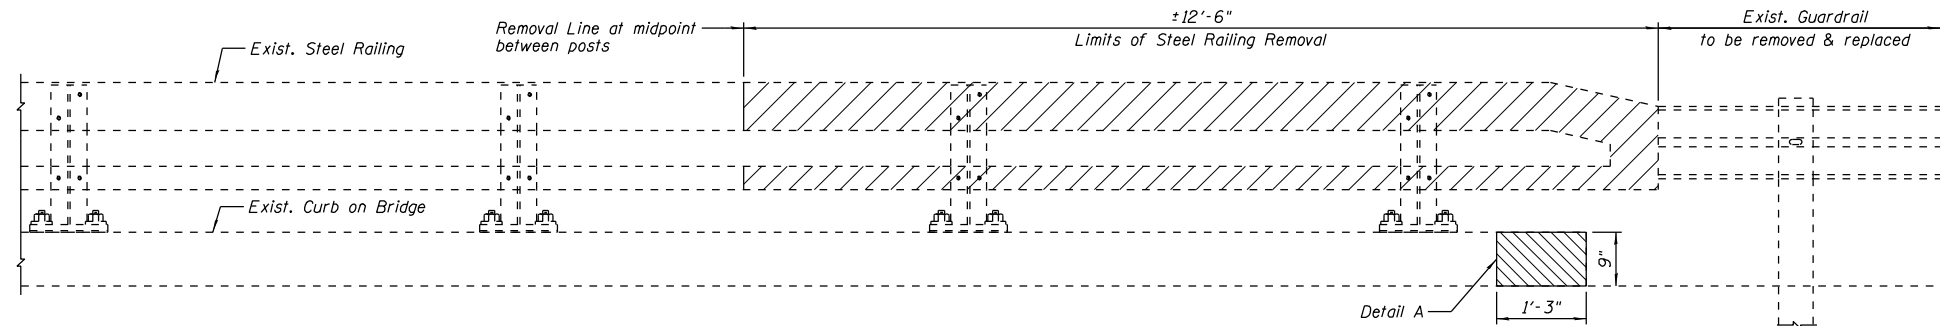 Removal Line at midpoint
between posts
±12'-6"
Limits of Steel Railing Removal
Exist. Guardrail
to be removed & replaced
Exist. Steel Railing
Exist. Curb on Bridge
9"
Detail A
1'-3"